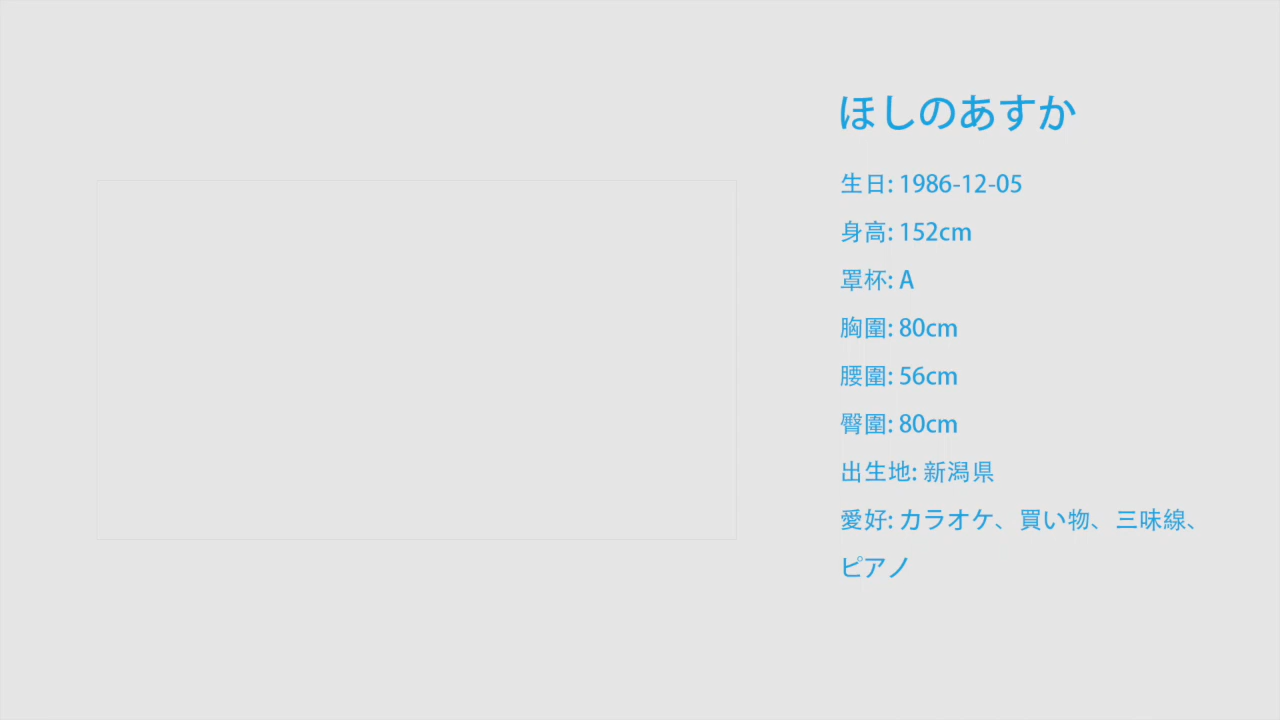 ほしのあすか
生日: 1986-12-05
身高: 152cm
罩杯: A
胸圍: 80cm
腰圍: 56cm
臀圍: 80cm
出生地: 新潟県
愛好: カラオケ、買い物、三味線、
ピアノ